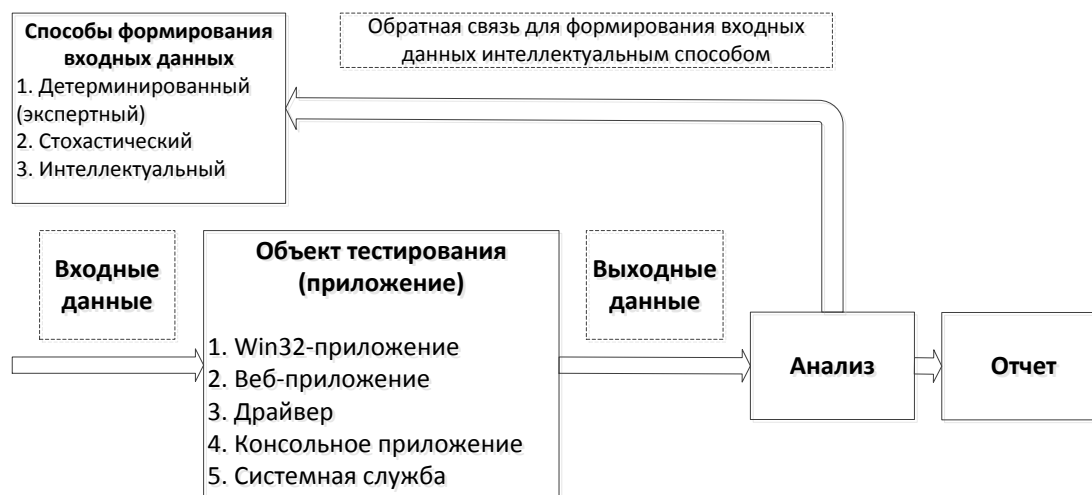 Способы формирования
входных данных
1. Детерминированный
(экспертный)
2. Стохастический
3. Интеллектуальный
Обратная связь для формирования входных
данных интеллектуальным способом
Входные
данные
Объект тестирования
(приложение)
1. Win32-приложение
2. Веб-приложение
3. Драйвер
4. Консольное приложение
5. Системная служба
Выходные
данные
Анализ
Отчет